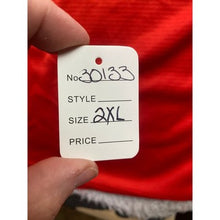 No. 30133
STYLE
SIZE 2XL
PRICE